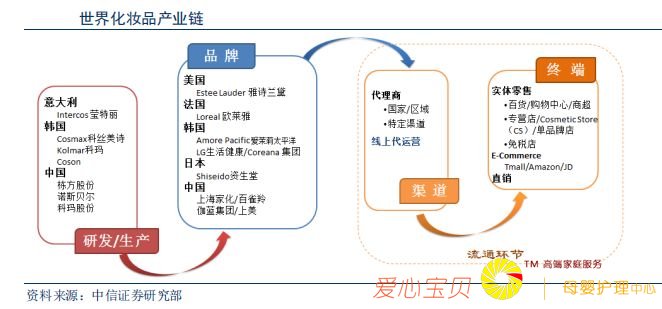 世界化妆品产业链
意大利
Intercos莹特丽
韩国
Cosmax科丝美诗
Kolmar科玛
Coson
中国
栋方股份
诺斯贝尔
科玛股份
研发/生产
品牌
美国
Estee Lauder 雅诗兰黛
法国
Loreal 欧莱雅
韩国
Amore Pacific爱茉莉太平洋
LG生活健康/Coreana 集团
日本
Shiseido资生堂
中国
上海家化/百雀羚
伽蓝集团/上美
代理商
•国家/区域
•特定渠道
线上代运营
渠道
终端
实体零售
•百货/购物中心/商超
•专营店/Cosmetic Store
（CS）/单品牌店
•免税店
E-Commerce
Tmall/Amazon/JD
直销
流通环节
资料来源：中信证券研究部
爱心宝贝
TM 高端家庭服务
母婴护理中心